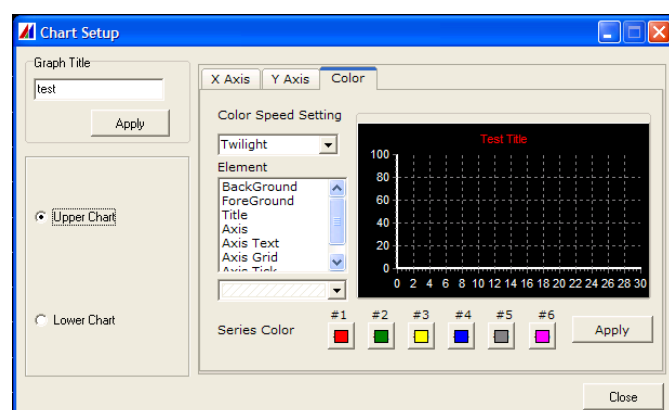 Chart Setup
Graph Title
test
Apply
Upper Chart
Lower Chart
X Axis Y Axis Color
Color Speed Setting
Twilight
Element
BackGround
ForeGround
Title
Axis
Axis Text
Axis Grid
Axis Tick
Test Title
100
80
60
40
20
0
0 2 4 6 8 10 12 14 16 18 20 22 24 26 28 30
#1 #2 #3 #4 #5 #6
Series Color
Apply
Close